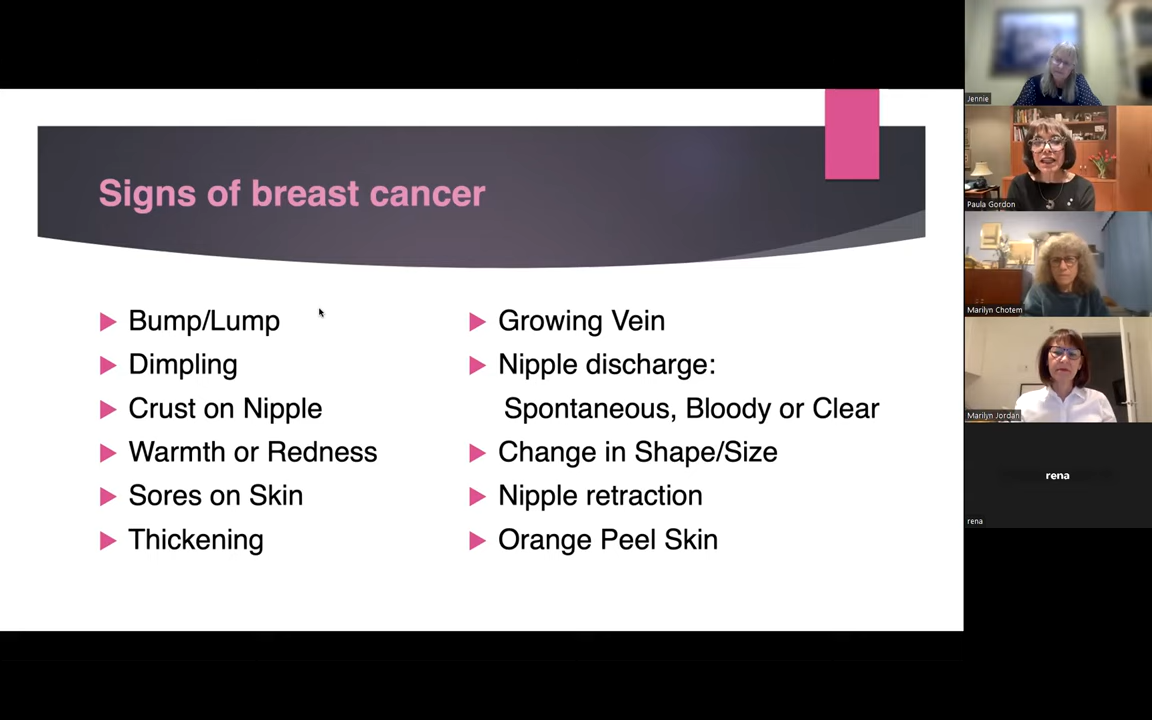 Signs of breast cancer
Bump/Lump
Dimpling
Crust on Nipple
Warmth or Redness
Sores on Skin
Thickening
Growing Vein
Nipple discharge:
Spontaneous, Bloody or Clear
Change in Shape/Size
Nipple retraction
Orange Peel Skin
Jennie
Paula Gordon
Marilyn Chotem
Marilyn Jordan
rena
rena